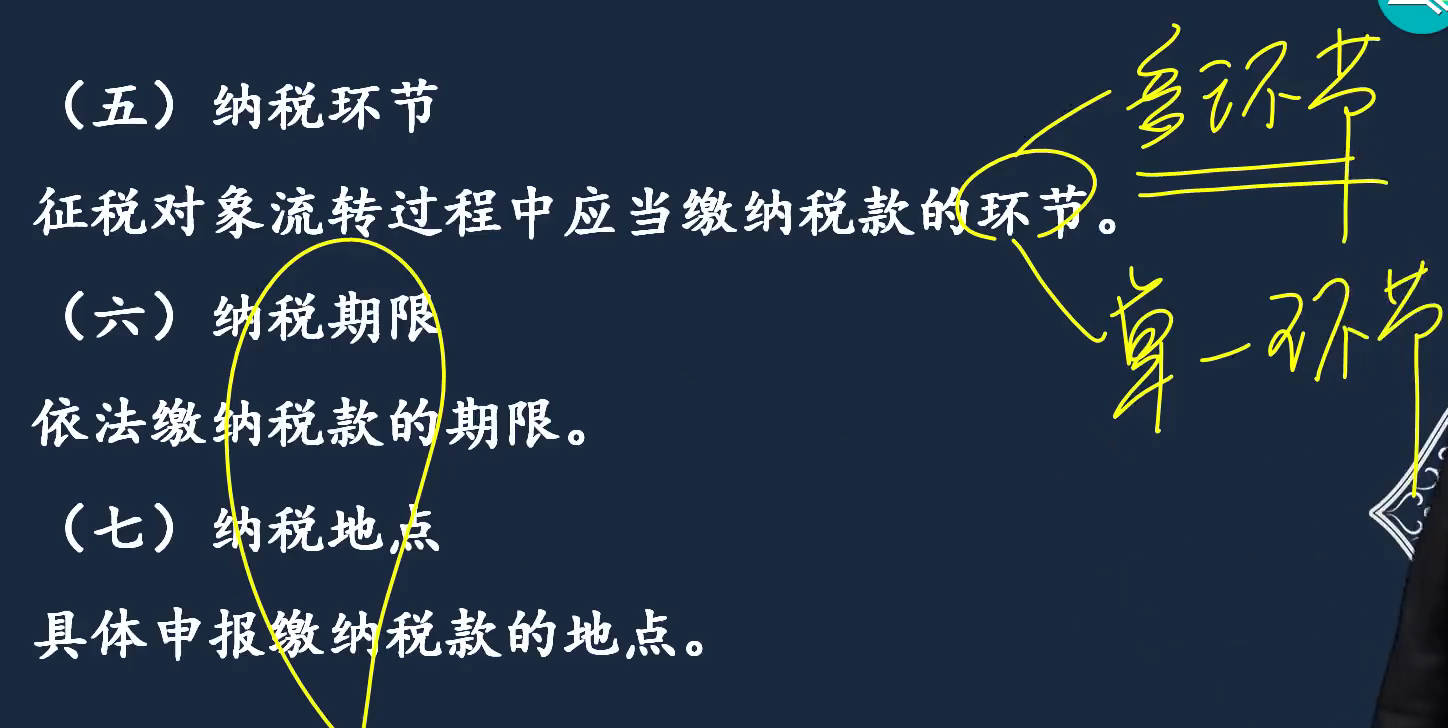 （五）纳税环节
多环节
征税对象流转过程中应当缴纳税款的环节。
（六）纳税期限
单一环节
依法缴纳税款的期限。
（七）纳税地点
具体申报缴纳税款的地点。